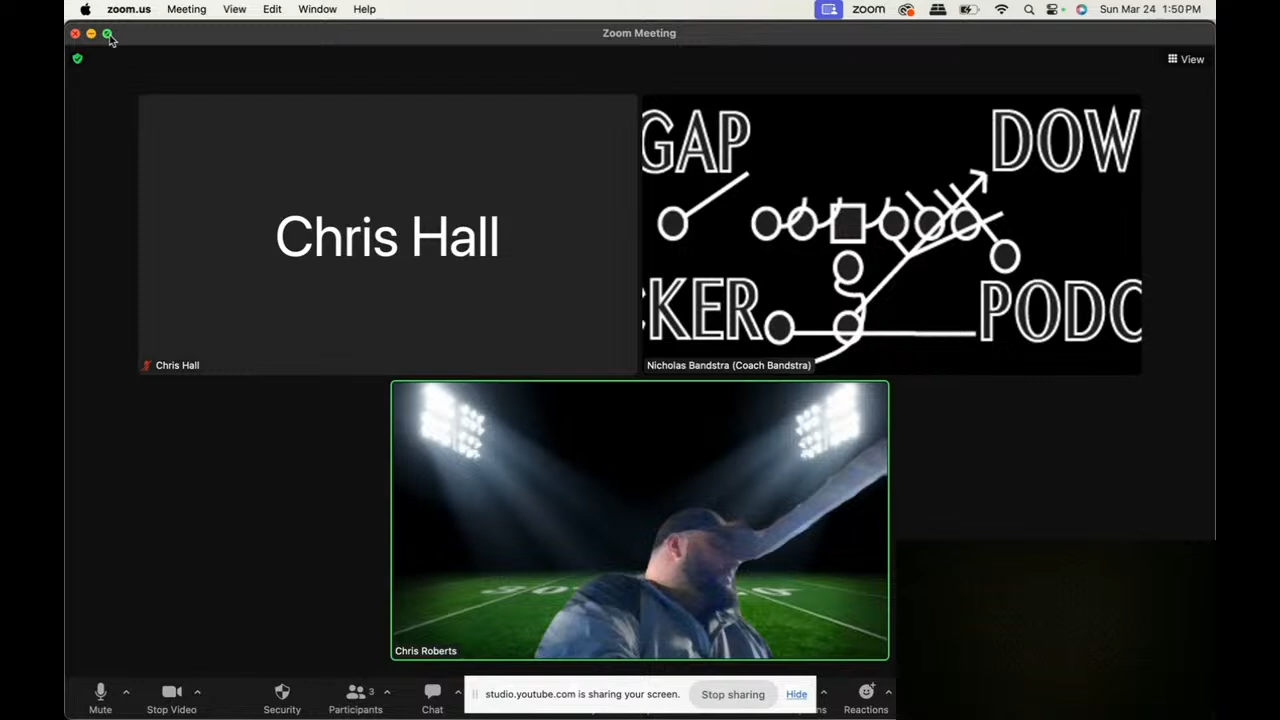 zoom.us Meeting View Edit Window Help zoom Sun Mar 24 1:50 PM
Zoom Meeting
View
Chris Hall
Chris Hall
GAP DOW
KER PODC
Nicholas Bandstra (Coach Bandstra)
Chris Roberts
Mute
Stop Video
Security
3
Participants
Chat
studio.youtube.com is sharing your screen. Stop sharing Hide
Reactions